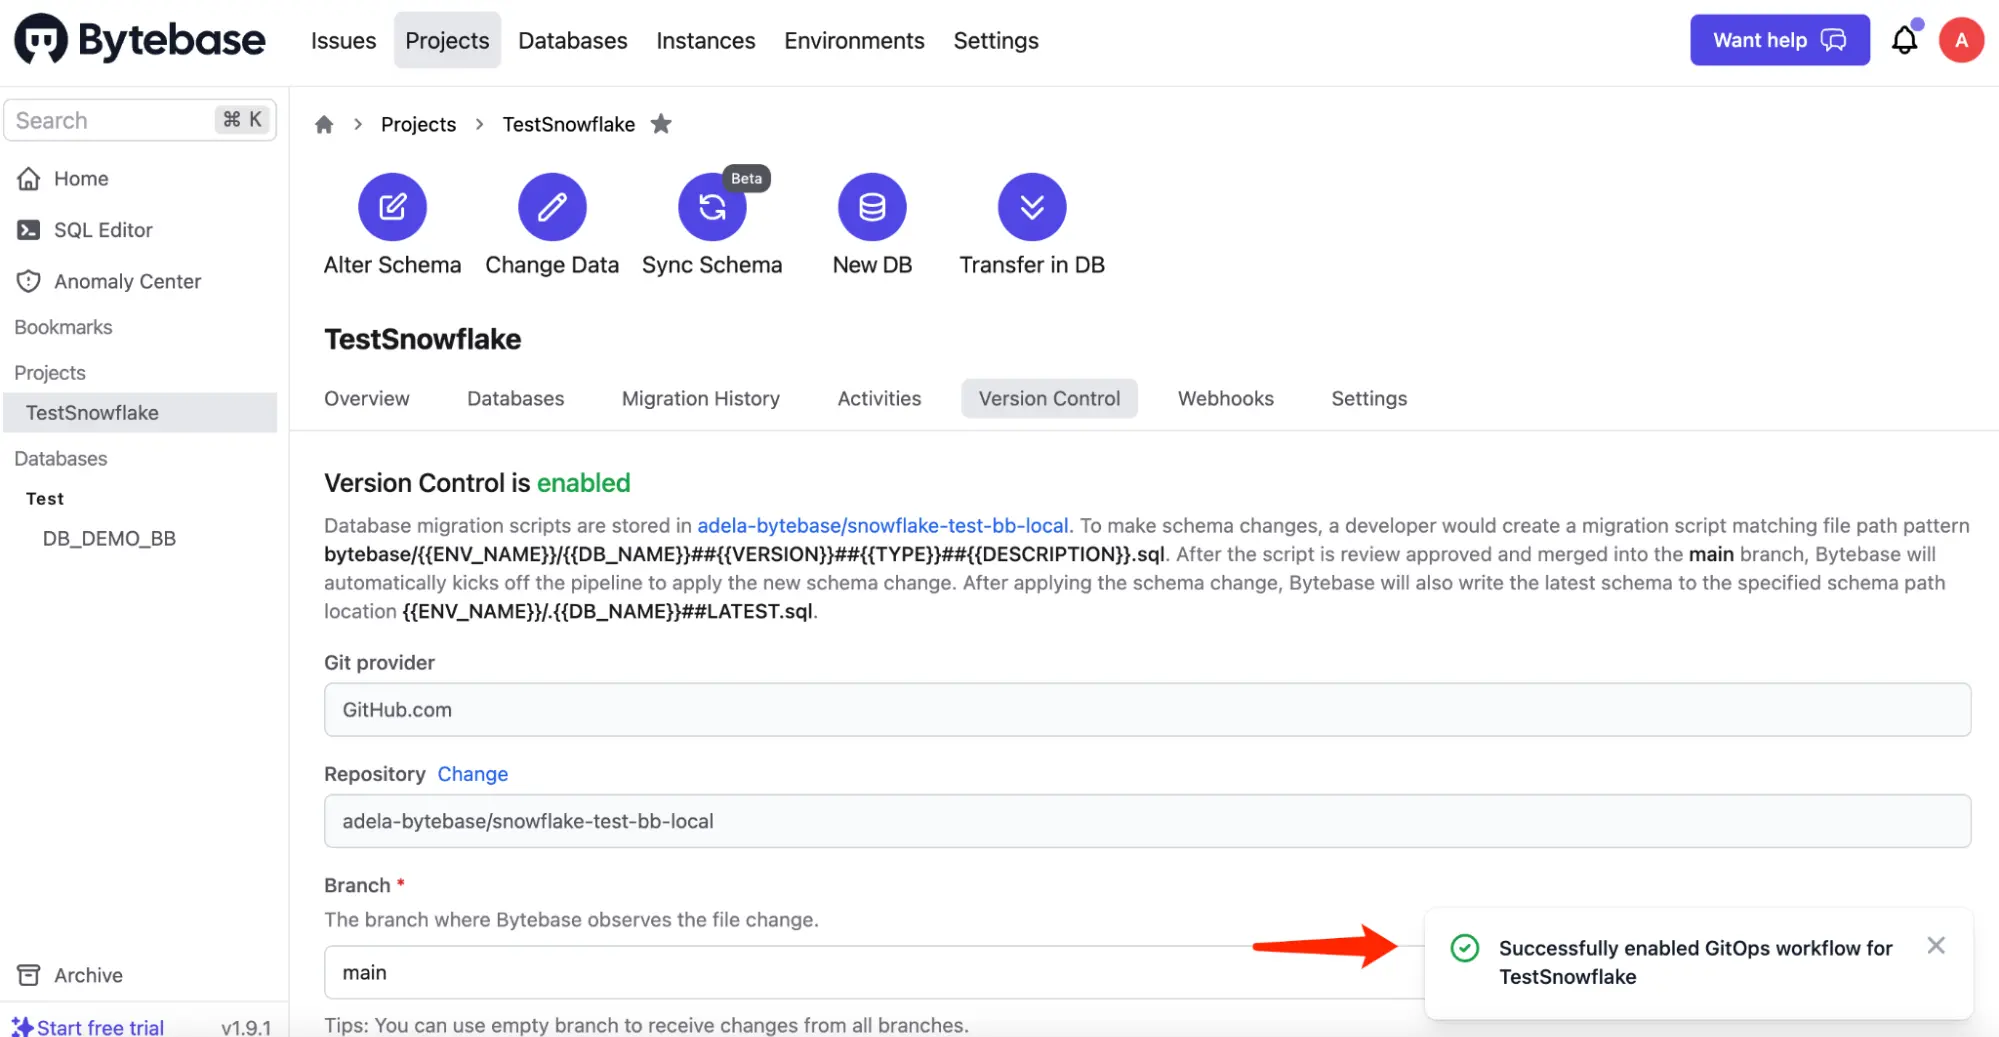 Bytebase
Issues
Projects
Databases
Instances
Environments
Settings
Want help
A
Search
⌘ K
Home
SQL Editor
Anomaly Center
Bookmarks
Projects
TestSnowflake
Databases
Test
DB_DEMO_BB
Archive
Start free trial
v1.9.1
Projects
TestSnowflake
Beta
Alter Schema
Change Data
Sync Schema
New DB
Transfer in DB
TestSnowflake
Overview
Databases
Migration History
Activities
Version Control
Webhooks
Settings
Version Control is enabled
Database migration scripts are stored in adela-bytebase/snowflake-test-bb-local. To make schema changes, a developer would create a migration script matching file path pattern
bytebase/{{ENV_NAME}}/{{DB_NAME}}##{{VERSION}}##{{TYPE}}##{{DESCRIPTION}}.sql. After the script is review approved and merged into the main branch, Bytebase will
automatically kicks off the pipeline to apply the new schema change. After applying the schema change, Bytebase will also write the latest schema to the specified schema path
location {{ENV_NAME}}/.{{DB_NAME}}##LATEST.sql.
Git provider
GitHub.com
Repository Change
adela-bytebase/snowflake-test-bb-local
Branch *
The branch where Bytebase observes the file change.
main
Tips: You can use empty branch to receive changes from all branches.
Successfully enabled GitOps workflow for
TestSnowflake